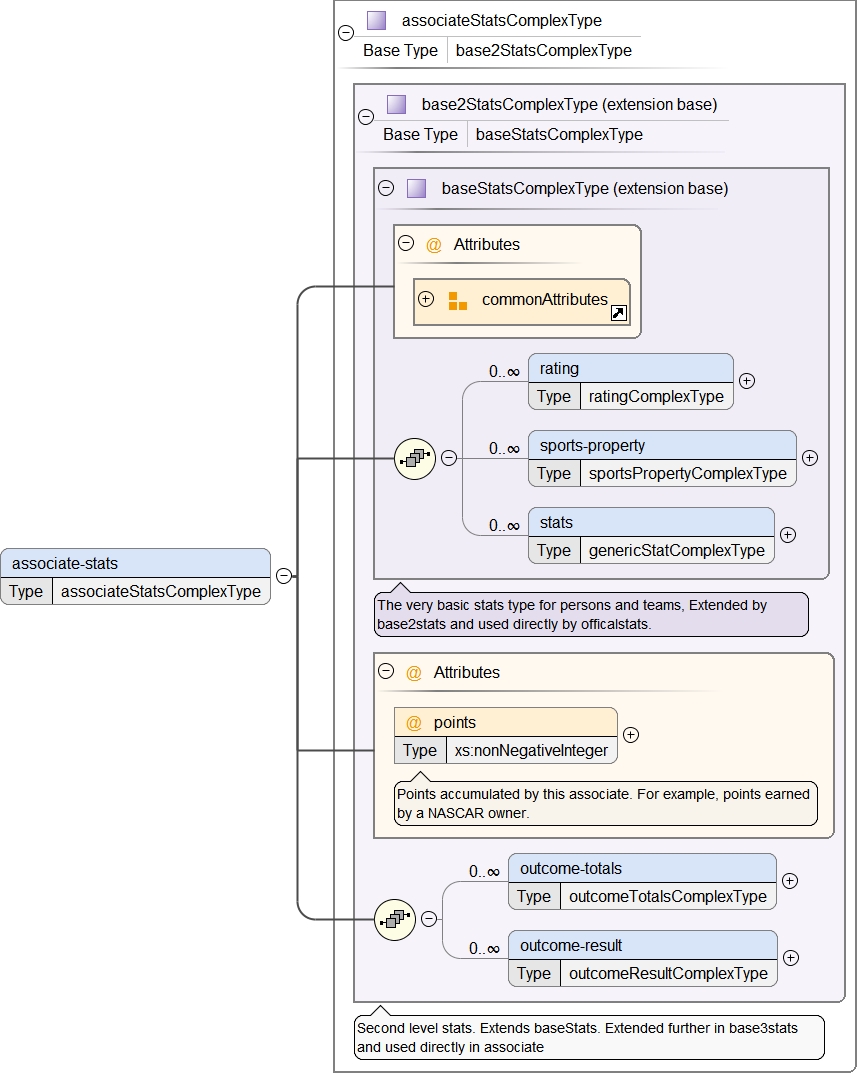 associateStatsComplexType
Base Type base2StatsComplexType
base2StatsComplexType (extension base)
Base Type baseStatsComplexType
baseStatsComplexType (extension base)
@ Attributes
commonAttributes
0..∞ rating
Type ratingComplexType
0..∞ sports-property
Type sportsPropertyComplexType
0..∞ stats
Type genericStatComplexType
associate-stats
Type associateStatsComplexType
The very basic stats type for persons and teams, Extended by
base2stats and used directly by officalstats.
@ Attributes
@ points
Type xs:nonNegativeInteger
Points accumulated by this associate. For example, points earned
by a NASCAR owner.
0..∞ outcome-totals
Type outcomeTotalsComplexType
0..∞ outcome-result
Type outcomeResultComplexType
Second level stats. Extends baseStats. Extended further in base3stats
and used directly in associate